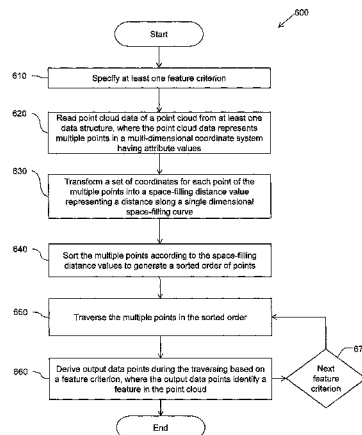 600
Start
610
Specify at least one feature criterion
620
Read point cloud data of a point cloud from at least one
data structure, where the point cloud data represents
multiple points in a multi-dimensional coordinate system
having attribute values
630
Transform a set of coordinates for each point of the
multiple points into a space-filling distance value
representing a distance along a single dimensional
space-filling curve
640
Sort the multiple points according to the space-filling
distance values to generate a sorted order of points
650
Traverse the multiple points in the sorted order
660
Derive output data points during the traversing based on
a feature criterion, where the output data points identify a
feature in the point cloud
67
Next
feature
criterion
End